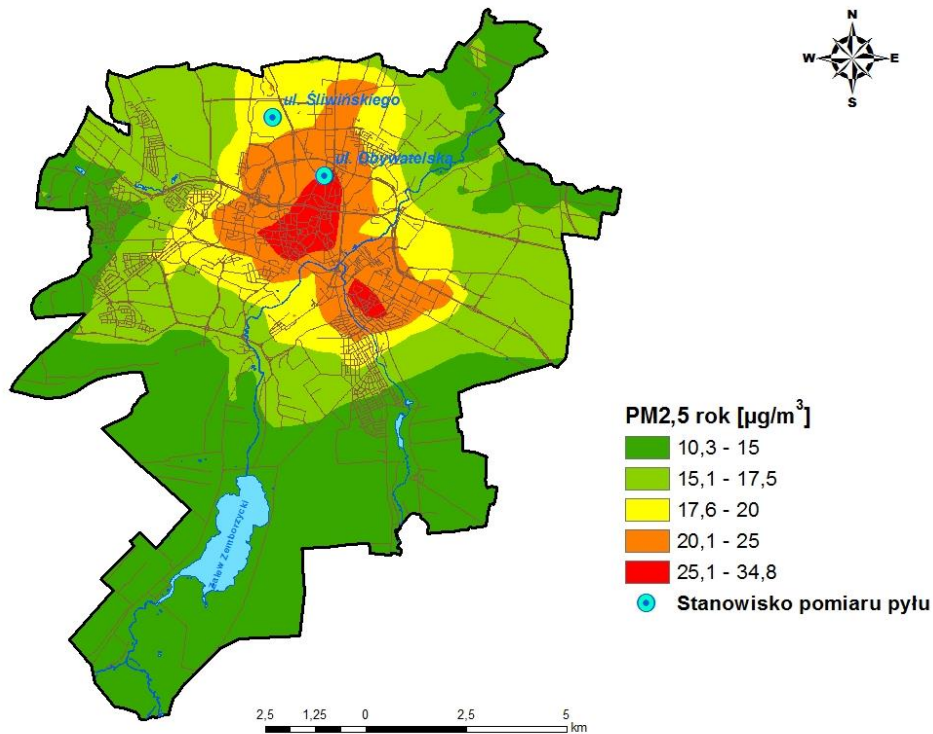 N
W E
S
ul. Śliwińskiego
ul. Obywatelska
PM2,5 rok [µg/m³]
10,3 - 15
15,1 - 17,5
17,6 - 20
20,1 - 25
25,1 - 34,8
Stanowisko pomiaru pyłu
Zalew Zemborzycki
2,5 1,25 0 2,5 5
km